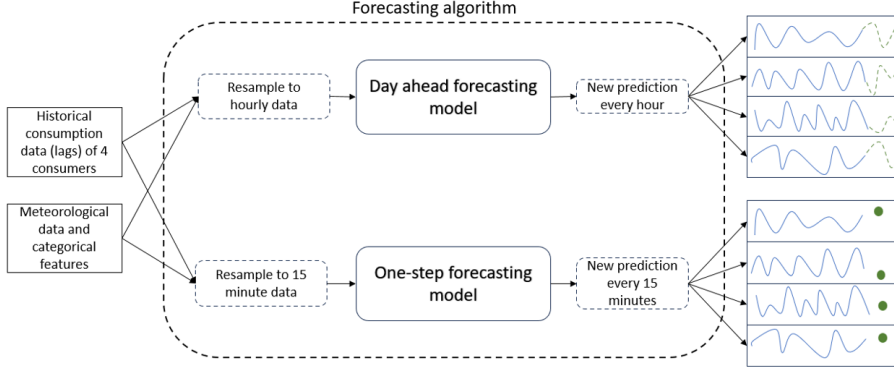 Forecasting algorithm
Historical
consumption
data (lags) of 4
consumers
Meteorological
data and
categorical
features
Resample to
hourly data
Day ahead forecasting
model
New prediction
every hour
Resample to 15
minute data
One-step forecasting
model
New prediction
every 15
minutes